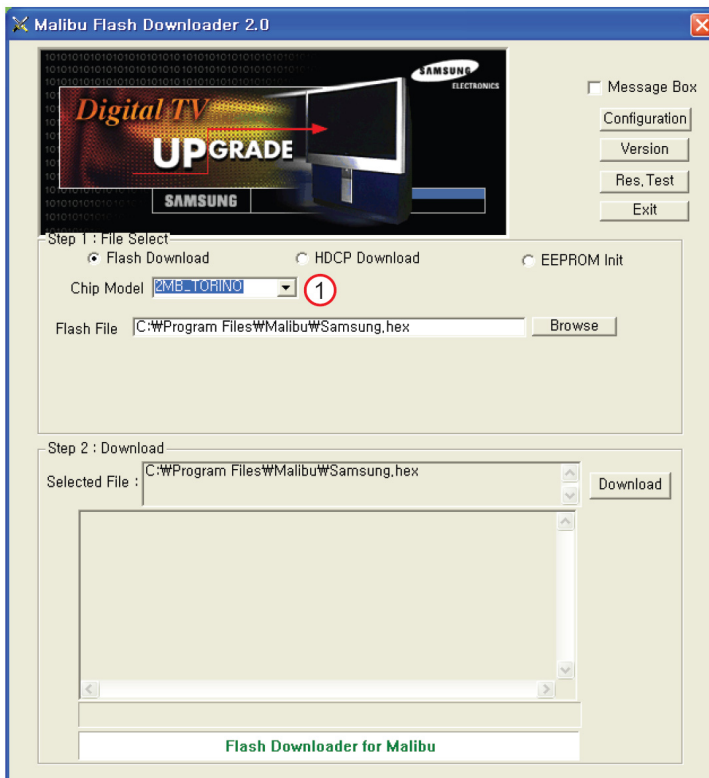 Malibu Flash Downloader 2.0
SAMSUNG
ELECTRONICS
Digital TV
UPGRADE
SAMSUNG
Message Box
Configuration
Version
Res, Test
Exit
Step 1 : File Select
Flash Download
HDCP Download
EEPROM Init
Chip Model 2MB_TORINO 1
Flash File C:₩Program Files₩Malibu₩Samsung,hex Browse
Step 2 : Download
Selected File : C:₩Program Files₩Malibu₩Samsung,hex
Download
Flash Downloader for Malibu